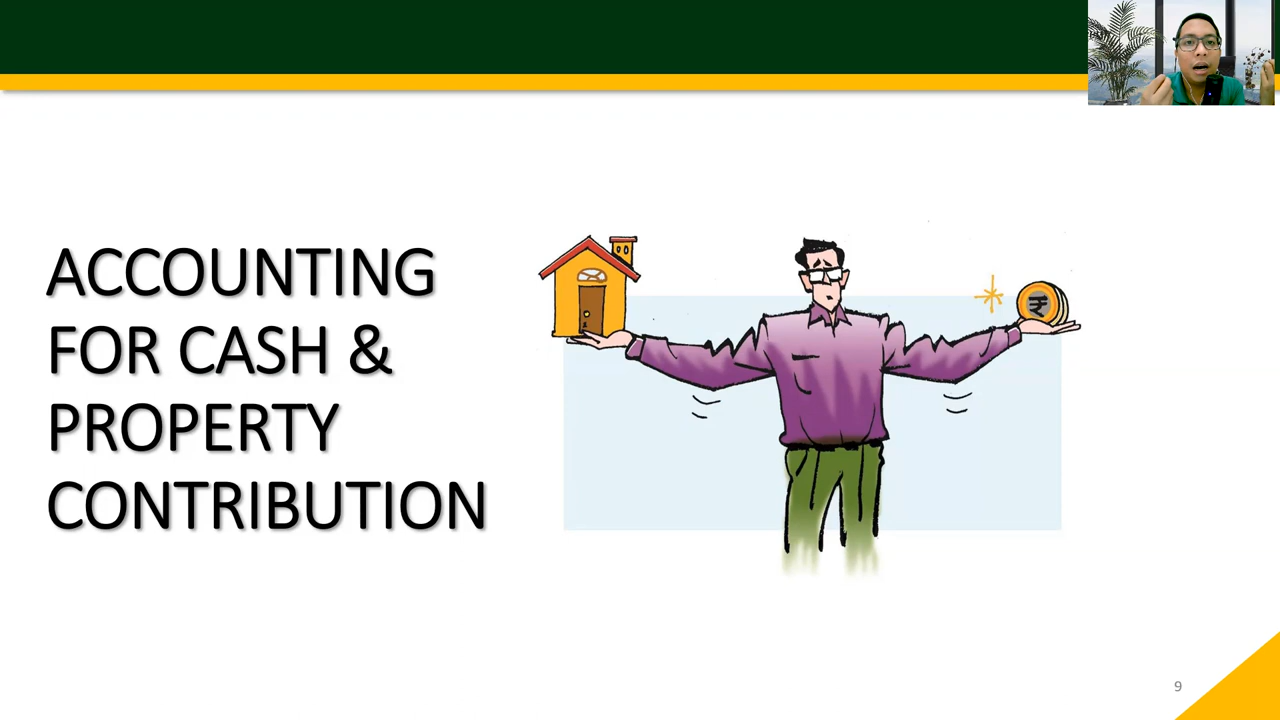 ACCOUNTING
FOR CASH &
PROPERTY
CONTRIBUTION
₹
9